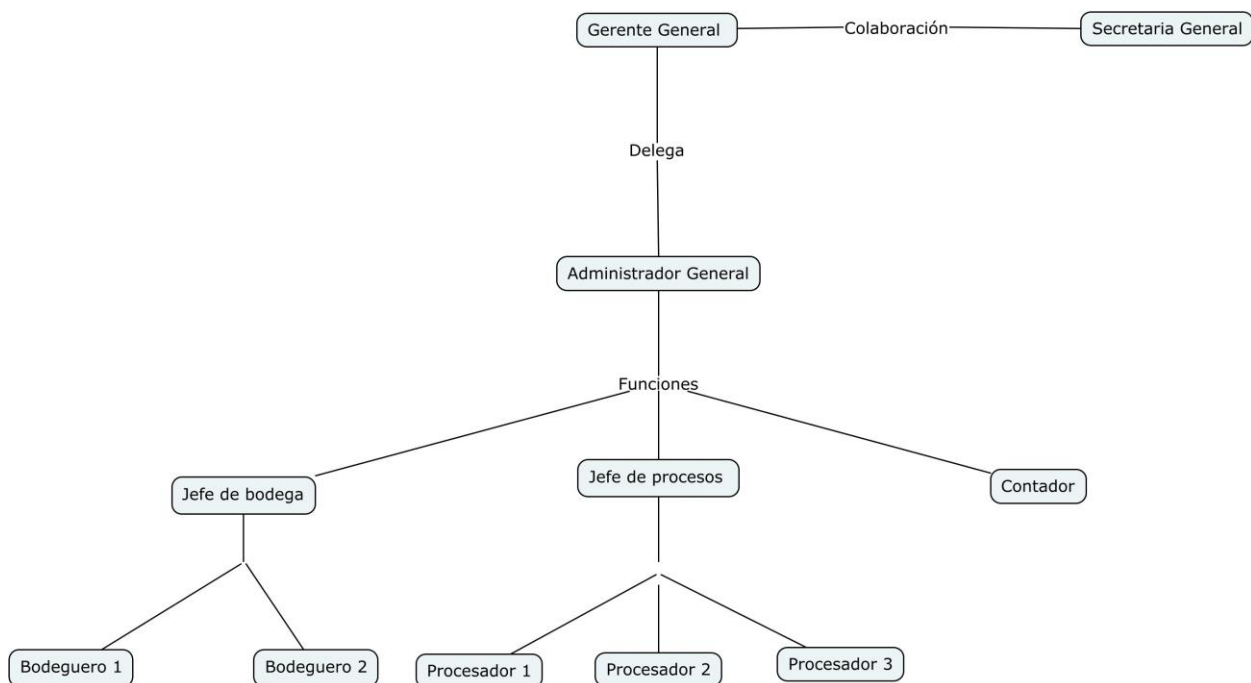 Gerente General
Colaboración
Secretaria General
Delega
Administrador General
Funciones
Jefe de bodega
Jefe de procesos
Contador
Bodeguero 1
Bodeguero 2
Procesador 1
Procesador 2
Procesador 3